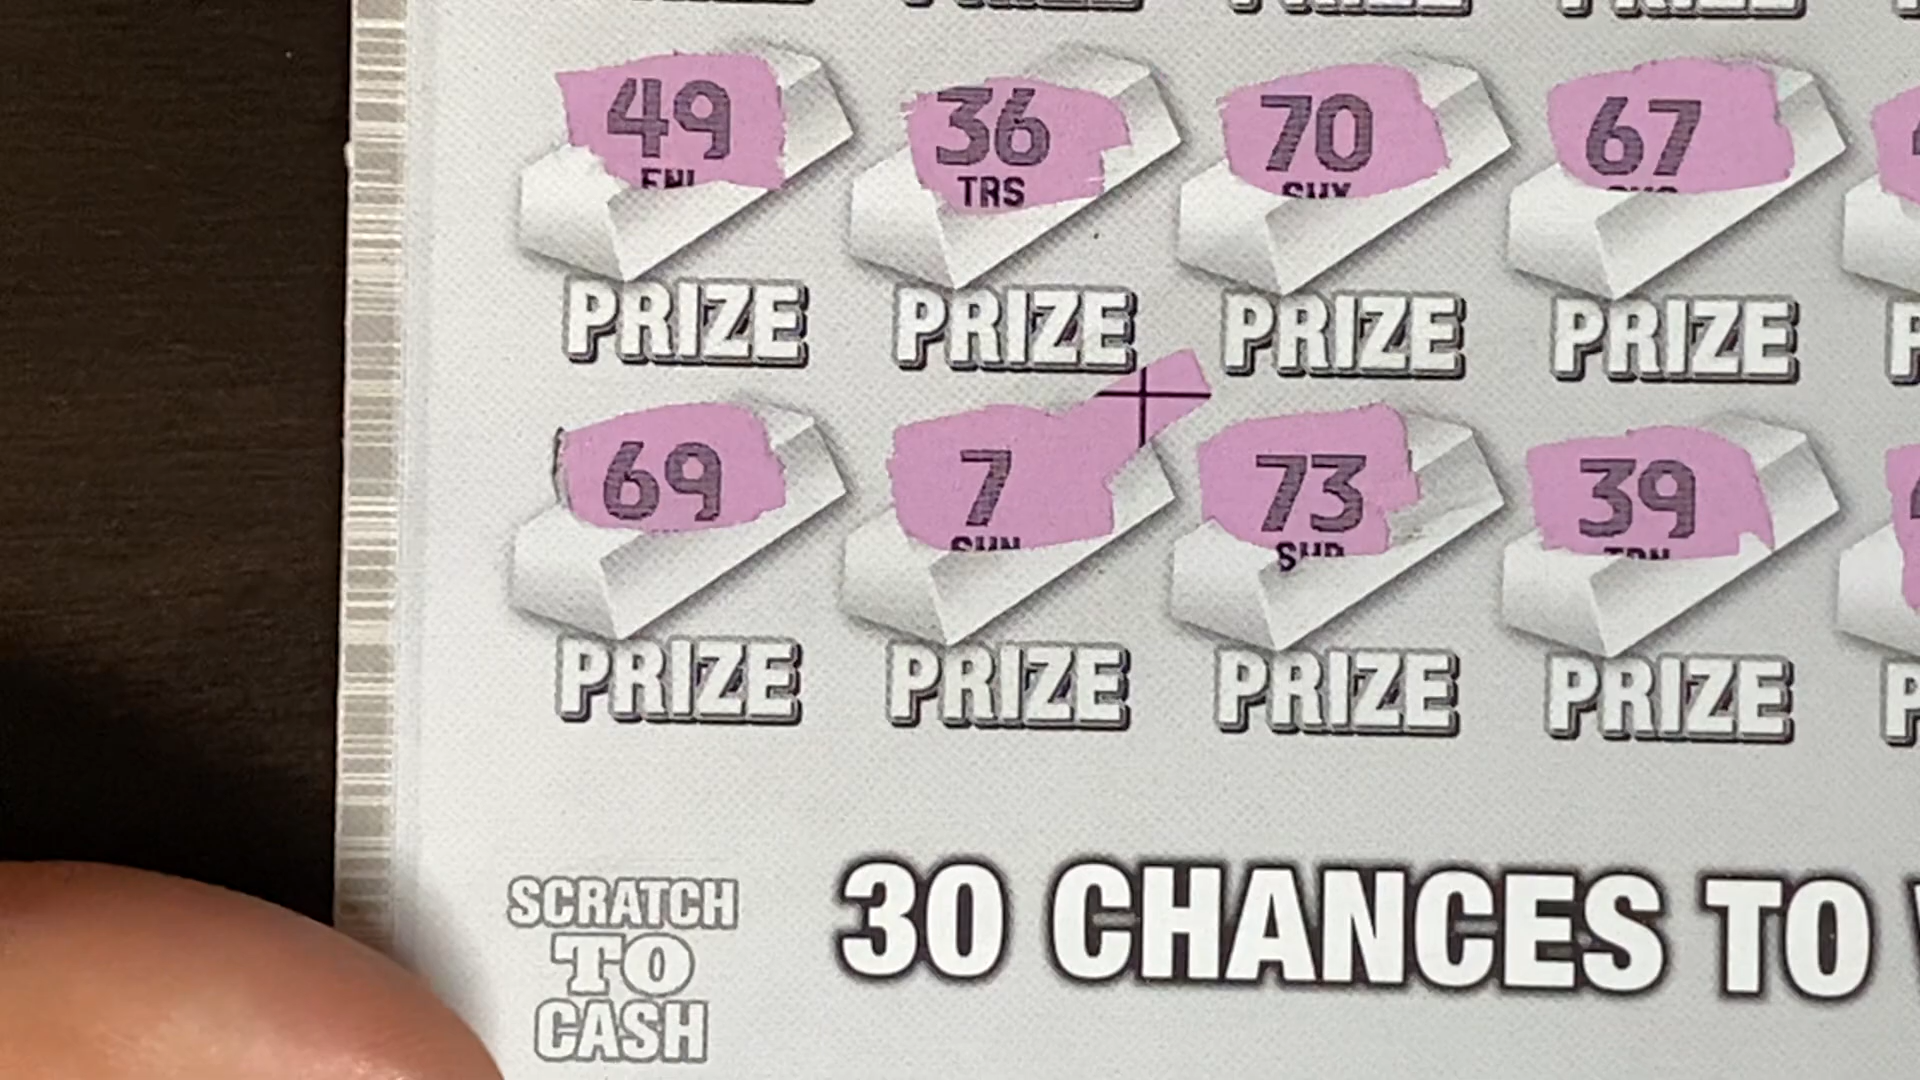 49 36 70 67
TRS
PRIZE PRIZE PRIZE PRIZE
69 7 73 39
PRIZE PRIZE PRIZE PRIZE
SCRATCH
TO
CASH
30 CHANCES TO